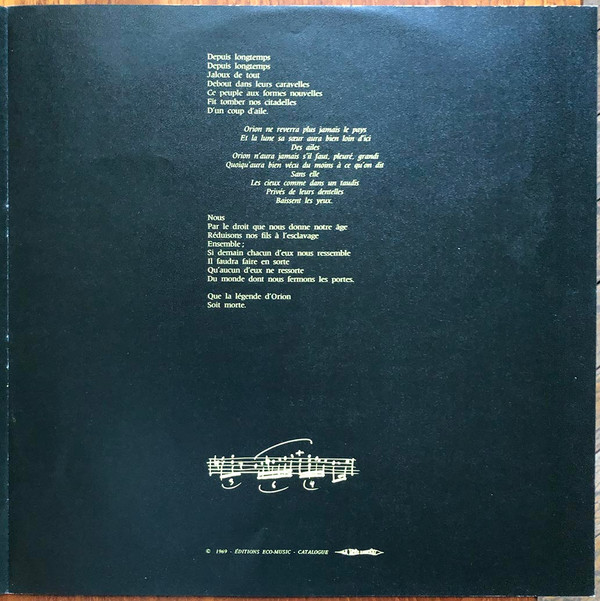 Depuis longtemps
Depuis longtemps
Jaloux de tout
Debout dans leurs caravelles
Ce peuple aux formes nouvelles
Fit tomber nos citadelles
D'un coup d'aile.
Orion ne reverra plus jamais le pays
Et la lune sa sœur aura bien loin d'ici
Des ailes
Orion n'aura jamais s'il faut, pleuré, grandi
Quoiqu'aura bien vécu du moins à ce qu'on dit
Sans elle
Les cieux comme dans un taudis
Privés de leurs dentelles
Baissent les yeux.
Nous
Par le droit que nous donne notre âge
Réduisons nos fils à l'esclavage
Ensemble ;
Si demain chacun d'eux nous ressemble
Il faudra faire en sorte
Qu'aucun d'eux ne ressorte
Du monde dont nous fermons les portes.
Que la légende d'Orion
Soit morte.
5 6 4
© 1969 - ÉDITIONS ECO-MUSIC - CATALOGUE